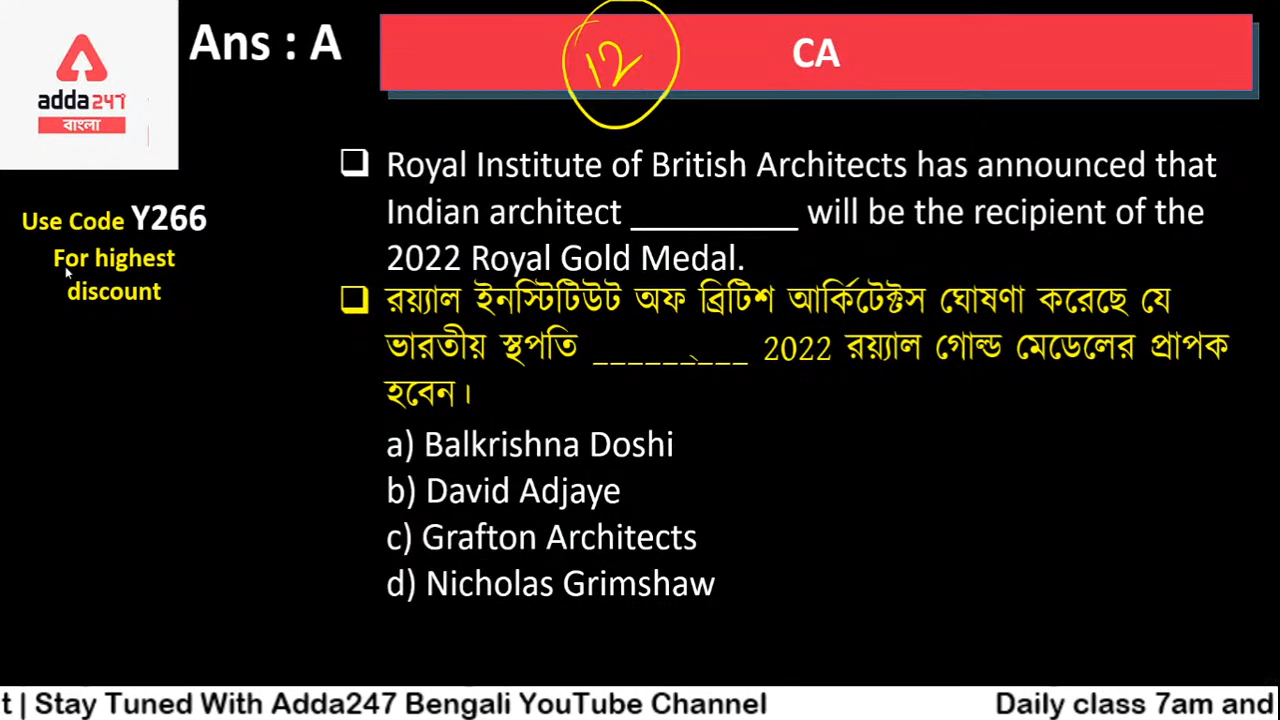 Ans : A
12
CA
adda247
বাংলা
Royal Institute of British Architects has announced that
Indian architect __________ will be the recipient of the
2022 Royal Gold Medal.
রয়্যাল ইনস্টিটিউট অফ ব্রিটিশ আর্কিটেক্টস ঘোষণা করেছে যে
ভারতীয় স্থপতি _________ 2022 রয়্যাল গোল্ড মেডেলের প্রাপক
হবেন।
a) Balkrishna Doshi
b) David Adjaye
c) Grafton Architects
d) Nicholas Grimshaw
Use Code Y266
For highest
discount
t | Stay Tuned With Adda247 Bengali YouTube Channel
Daily class 7am and